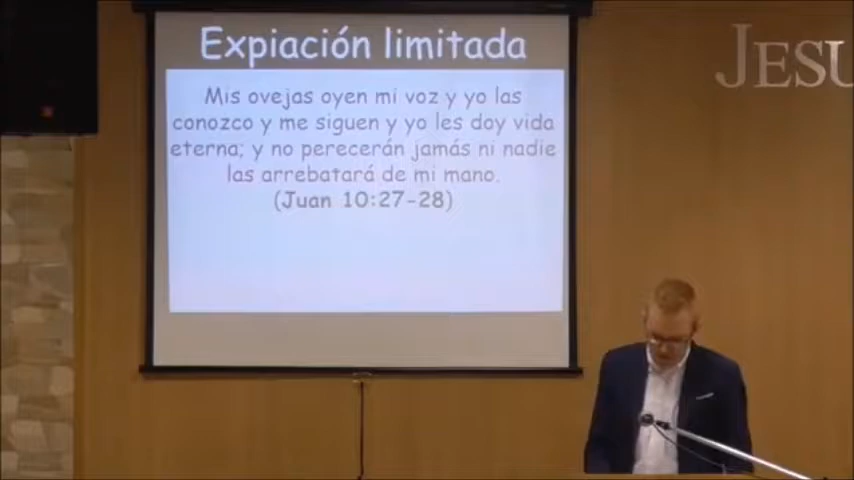 Expiación limitada
Mis ovejas oyen mi voz y yo las
conozco y me siguen y yo les doy vida
eterna; y no perecerán jamás ni nadie
las arrebatará de mi mano.
(Juan 10:27-28)
JESU